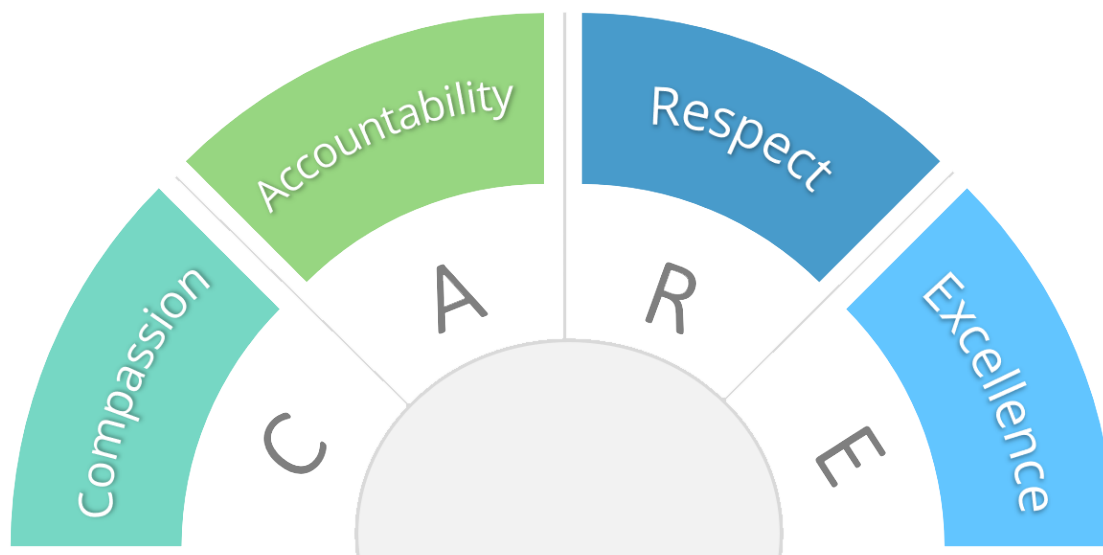 Compassion
Accountability
Respect
Excellence
C
A
R
E